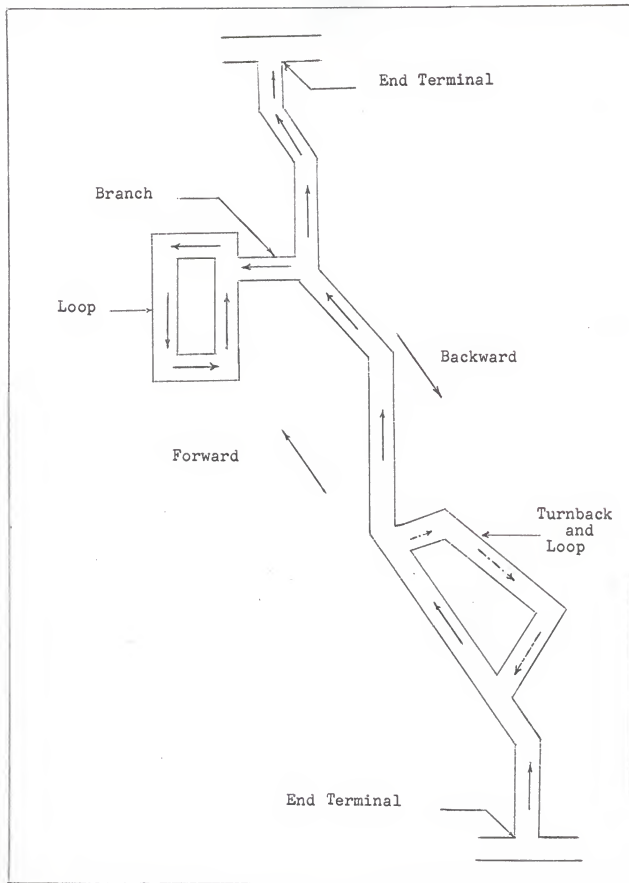 End Terminal
Branch
Loop
Backward
Forward
Turnback
and
Loop
End Terminal